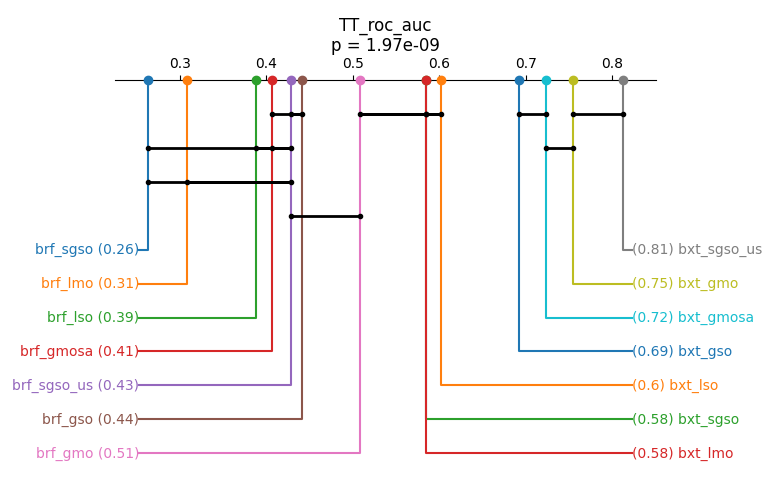 TT_roc_auc
p = 1.97e-09
0.3 0.4 0.5 0.6 0.7 0.8
brf_sgso (0.26) (0.81) bxt_sgso_us
brf_lmo (0.31) (0.75) bxt_gmo
brf_lso (0.39) (0.72) bxt_gmosa
brf_gmosa (0.41) (0.69) bxt_gso
brf_sgso_us (0.43) (0.6) bxt_lso
brf_gso (0.44) (0.58) bxt_sgso
brf_gmo (0.51) (0.58) bxt_lmo